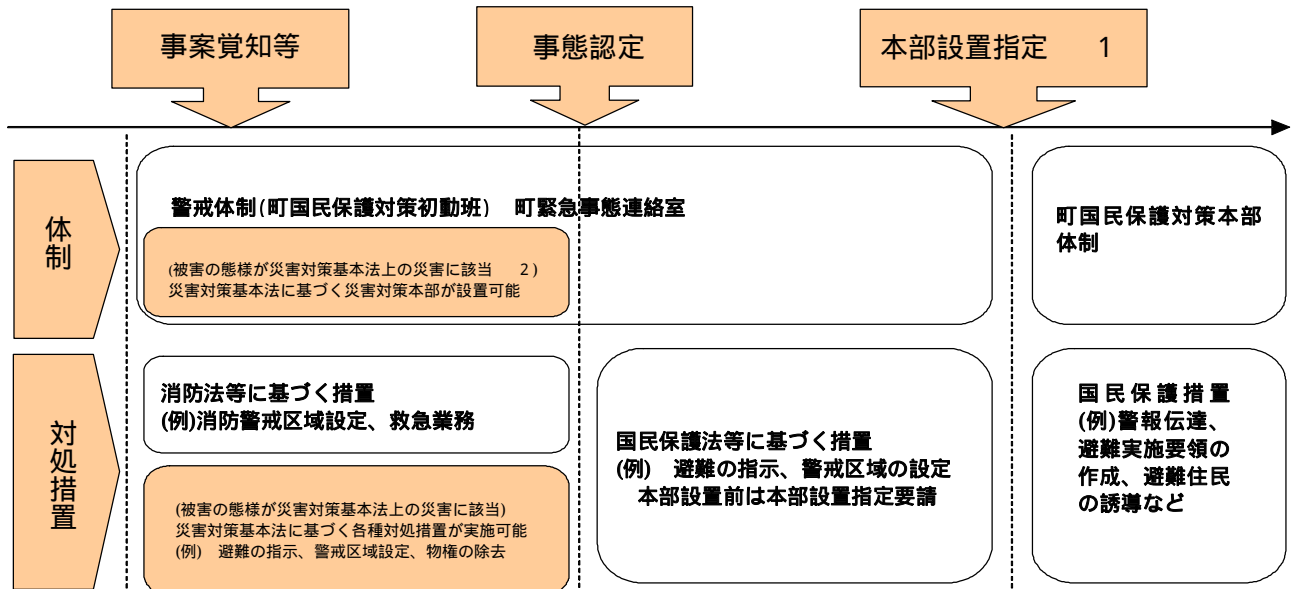 事案覚知等
事態認定
本部設置指定　1
体制
警戒体制(町国民保護対策初動班)　町緊急事態連絡室
(被害の態様が災害対策基本法上の災害に該当　2)
災害対策基本法に基づく災害対策本部が設置可能
町国民保護対策本部
体制
対処措置
消防法等に基づく措置
(例)消防警戒区域設定、救急業務
(被害の態様が災害対策基本法上の災害に該当)
災害対策基本法に基づく各種対処措置が実施可能
(例)　避難の指示、警戒区域設定、物権の除去
国民保護法等に基づく措置
(例)　避難の指示、警戒区域の設定
本部設置前は本部設置指定要請
国民保護措置
(例)警報伝達、
避難実施要領の
作成、避難住民
の誘導など